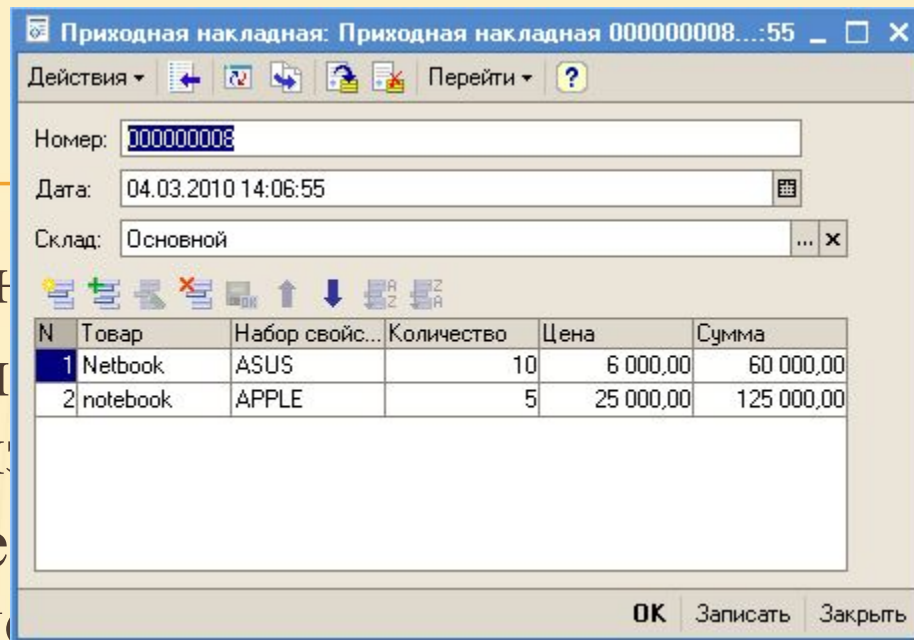 Приходная накладная: Приходная накладная 000000008...:55
Действия Перейти ?
Номер: 000000008
Дата: 04.03.2010 14:06:55
Склад: Основной ... x
N Товар Набор свойс... Количество Цена Сумма
1 Netbook ASUS 10 6 000,00 60 000,00
2 notebook APPLE 5 25 000,00 125 000,00
OK Записать Закрыть